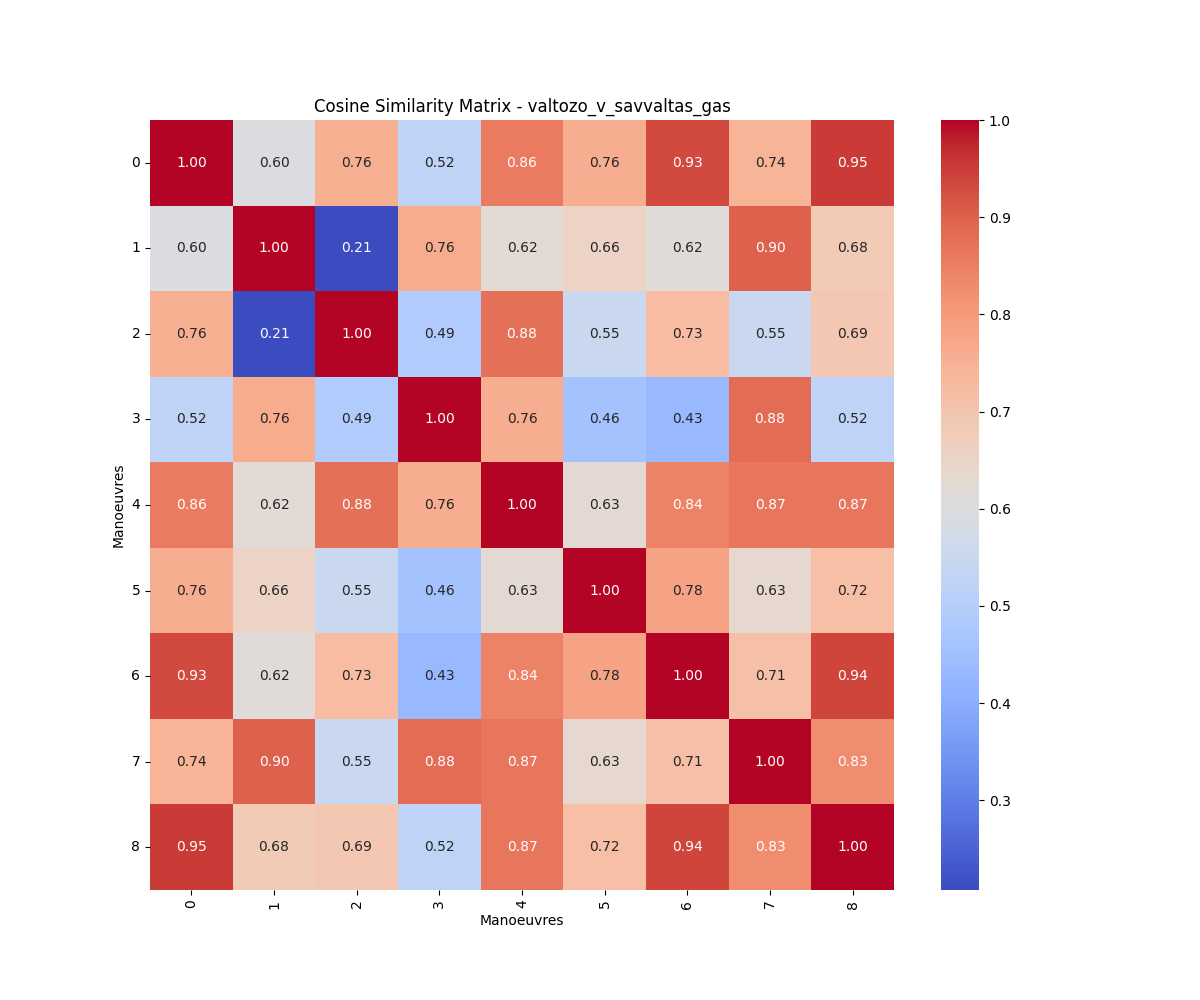 Cosine Similarity Matrix - valtozo_v_savvaltas_gas
0 1.00 0.60 0.76 0.52 0.86 0.76 0.93 0.74 0.95
1 0.60 1.00 0.21 0.76 0.62 0.66 0.62 0.90 0.68
2 0.76 0.21 1.00 0.49 0.88 0.55 0.73 0.55 0.69
3 0.52 0.76 0.49 1.00 0.76 0.46 0.43 0.88 0.52
4 0.86 0.62 0.88 0.76 1.00 0.63 0.84 0.87 0.87
5 0.76 0.66 0.55 0.46 0.63 1.00 0.78 0.63 0.72
6 0.93 0.62 0.73 0.43 0.84 0.78 1.00 0.71 0.94
7 0.74 0.90 0.55 0.88 0.87 0.63 0.71 1.00 0.83
8 0.95 0.68 0.69 0.52 0.87 0.72 0.94 0.83 1.00
0 1 2 3 4 5 6 7 8
Manoeuvres
Manoeuvres
1.0
0.9
0.8
0.7
0.6
0.5
0.4
0.3